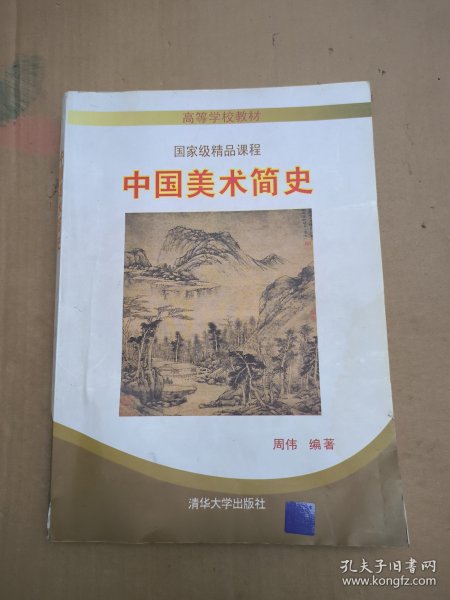 高等学校教材
国家级精品课程
中国美术简史
周伟 编著
清华大学出版社
孔夫子旧书网
www.kongfz.com